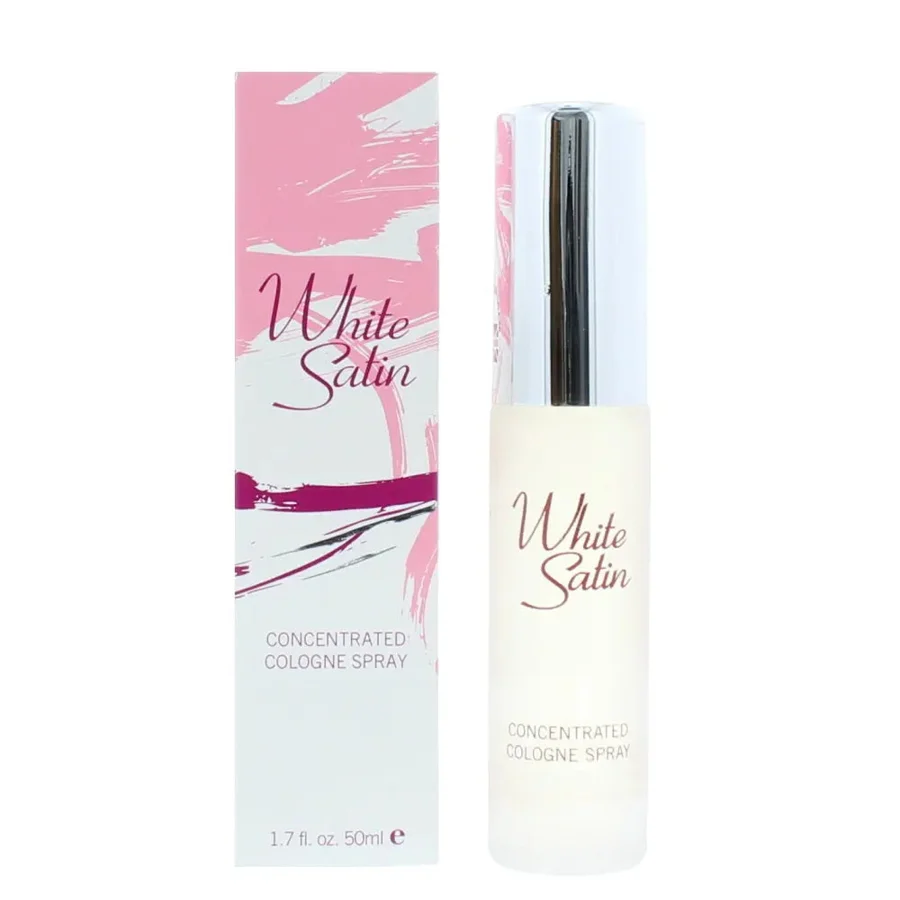 White
Satin
CONCENTRATED
COLOGNE SPRAY
1.7 fl. oz. 50ml e
White
Satin
CONCENTRATED
COLOGNE SPRAY